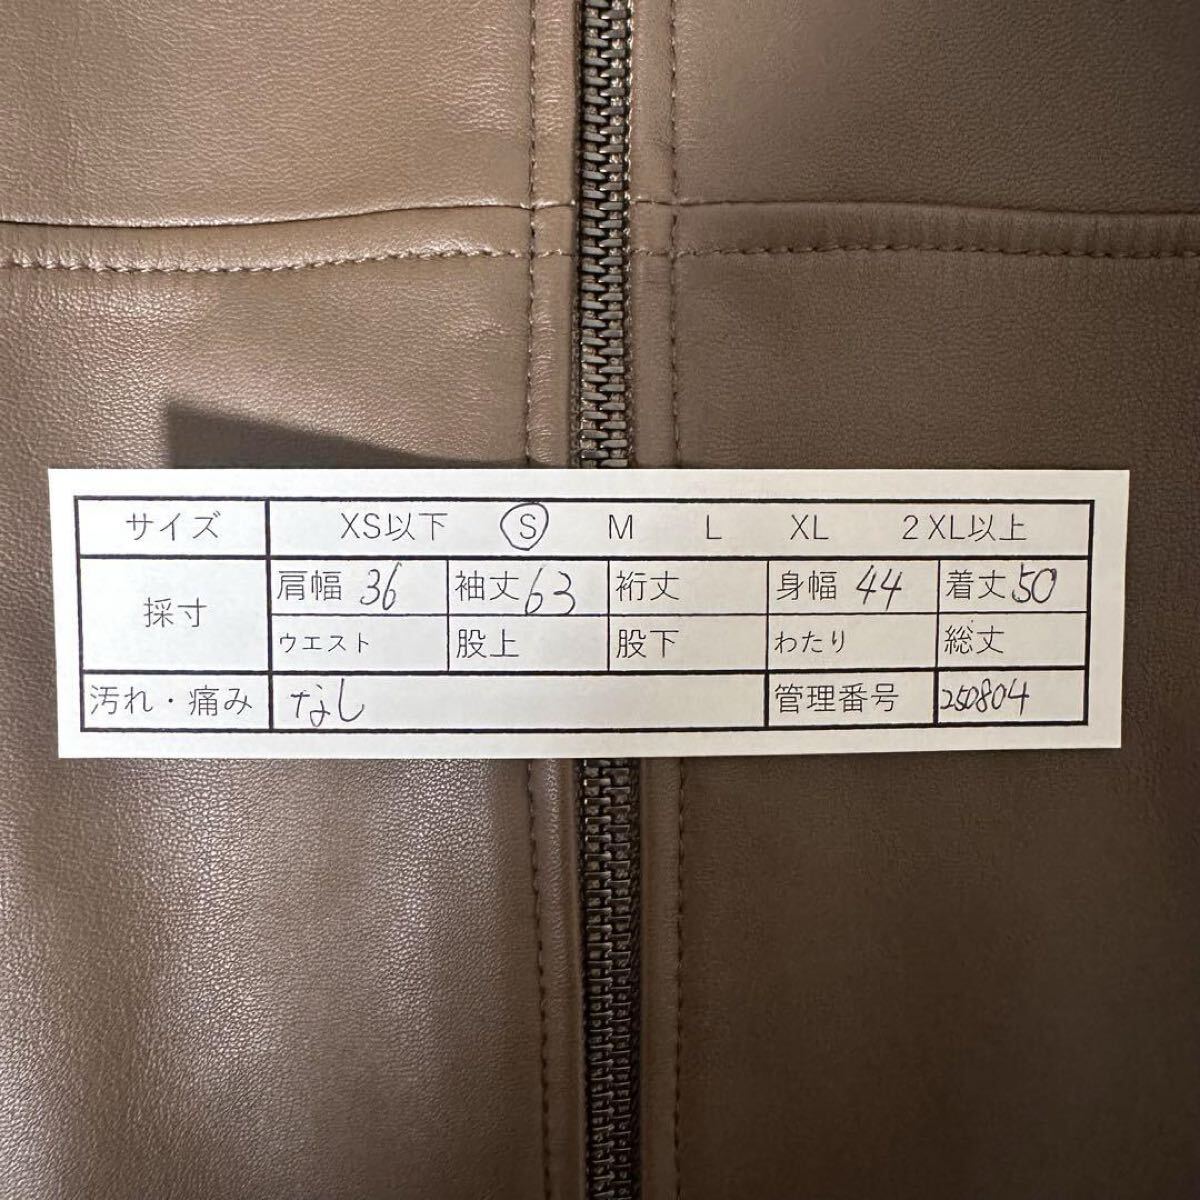 サイズ XS以下 S M L XL 2XL以上
採寸
肩幅 36 袖丈 63 裄丈 身幅 44 着丈 50
ウエスト 股上 股下 わたり 総丈
汚れ・痛み なし 管理番号 250804